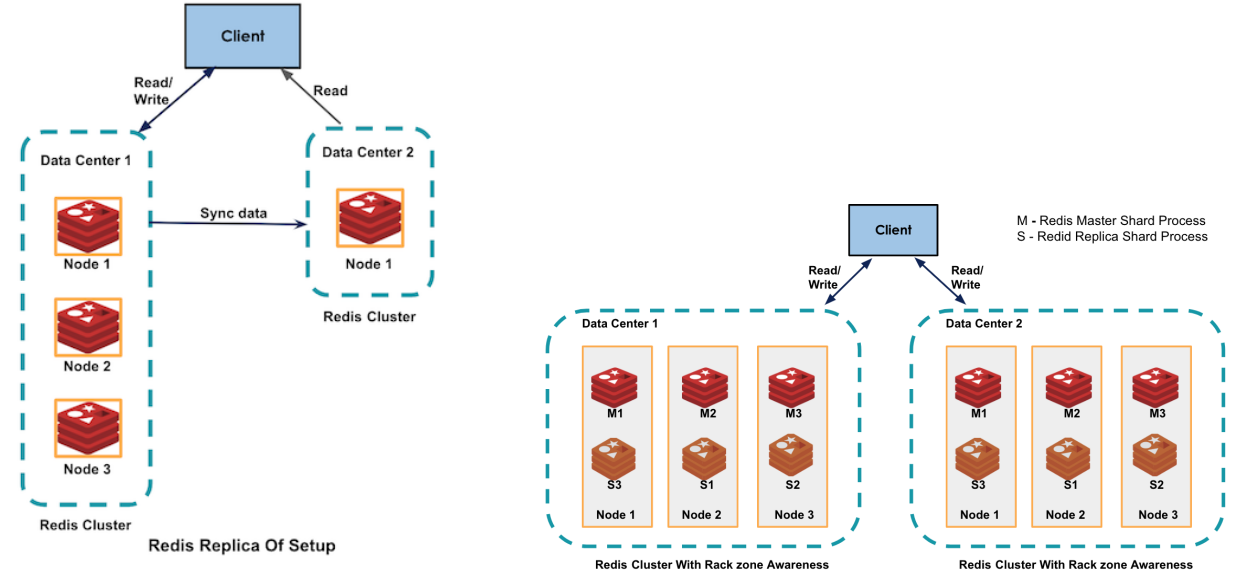 Client
Read/
Write
Read
Data Center 1
Data Center 2
Sync data
Node 1
Node 1
Redis Cluster
Node 2
Node 3
Redis Cluster
Redis Replica Of Setup
Client
M - Redis Master Shard Process
S - Redid Replica Shard Process
Read/
Write
Read/
Write
Data Center 1
M1
M2
M3
S3
S1
S2
Node 1
Node 2
Node 3
Redis Cluster With Rack zone Awareness
Data Center 2
M1
M2
M3
S3
S1
S2
Node 1
Node 2
Node 3
Redis Cluster With Rack zone Awareness